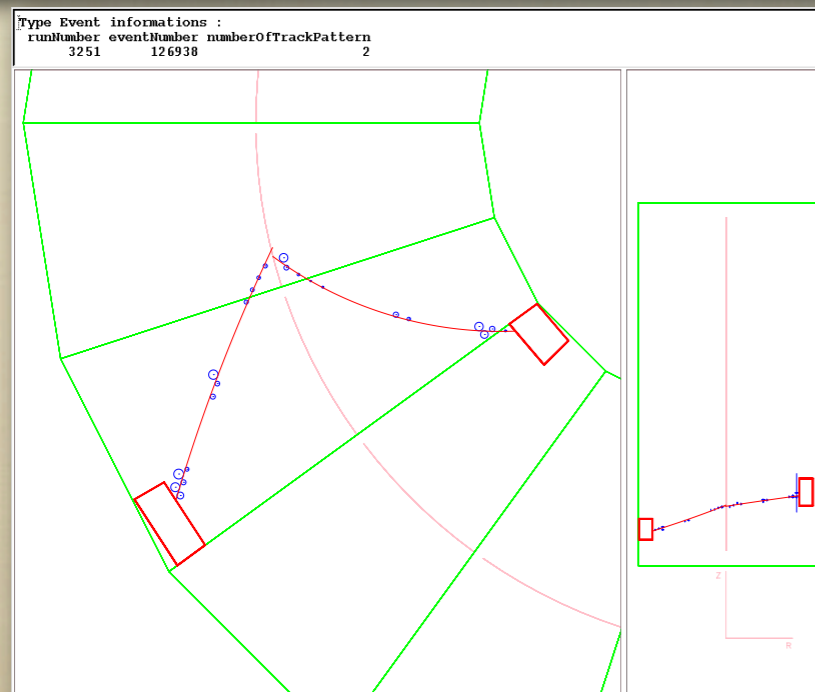 Type Event informations :
runNumber eventNumber numberOfTrackPattern
3251 126938 2
Z
R